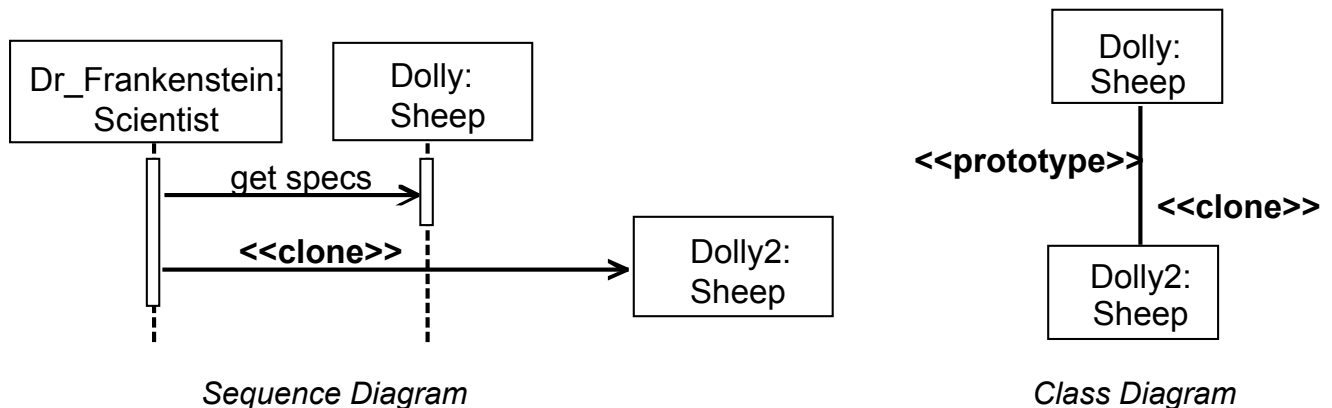 Dr_Frankenstein:
Scientist
Dolly:
Sheep
get specs
<<clone>>
Dolly2:
Sheep
Sequence Diagram
Dolly:
Sheep
<<prototype>>
<<clone>>
Dolly2:
Sheep
Class Diagram